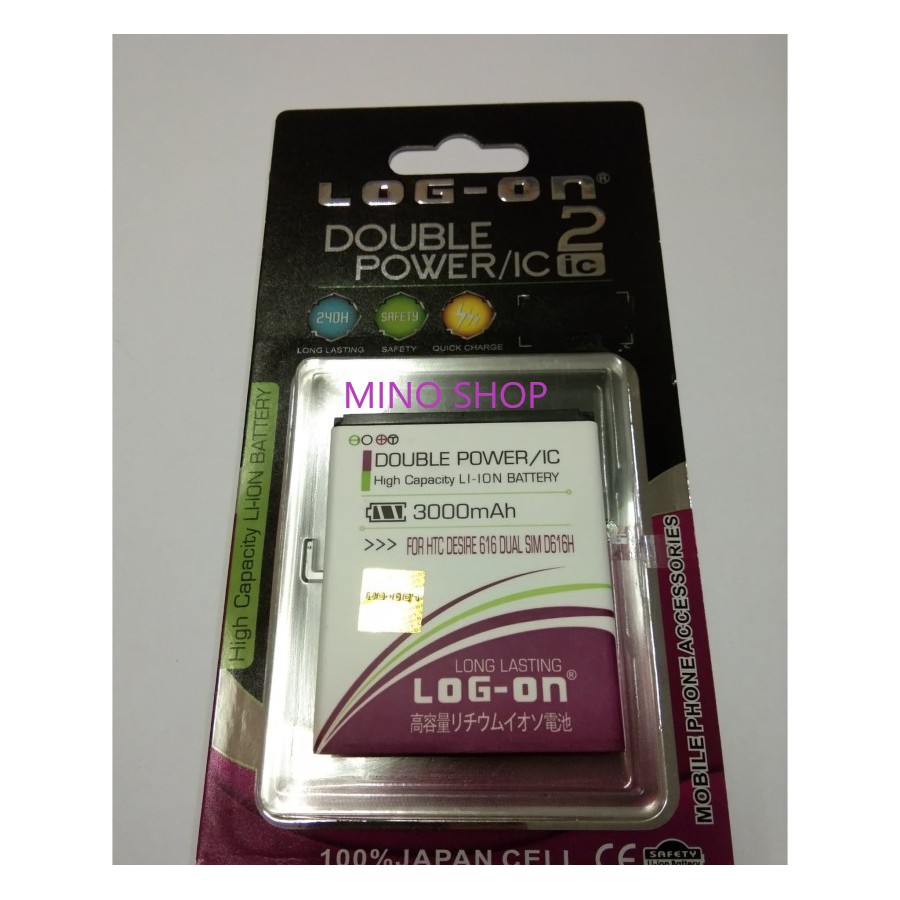 LOG-ON®
DOUBLE
POWER/IC
2
ic
240H
SAFETY
LONG LASTING
SAFETY
QUICK CHARGE
MINO SHOP
High Capacity LI-ION BATTERY
DOUBLE POWER/IC
High Capacity LI-ION BATTERY
3000mAh
>>> FOR HTC DESIRE 616 DUAL SIM D616H
LONG LASTING
LOG-ON®
高容量リチウムイオソ電池
MOBILE PHONE ACCESSORIES
100% JAPAN CELL
CE
SAFETY
Li-ion Battery